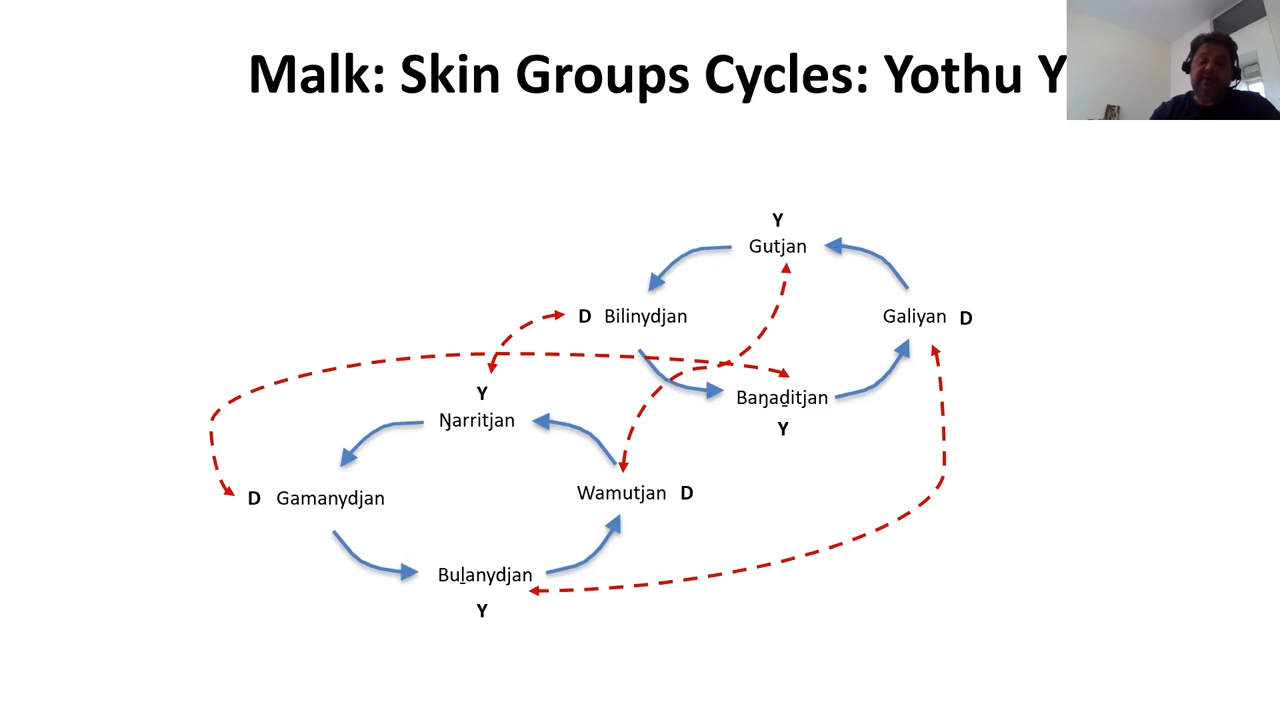 Malk: Skin Groups Cycles: Yothu Y
Y
Gutjan
D Bilinydjan
Galiyan D
Y
Baŋaḏitjan
Ŋarritjan
Y
D Gamanydjan
Wamutjan D
Buḻanydjan
Y